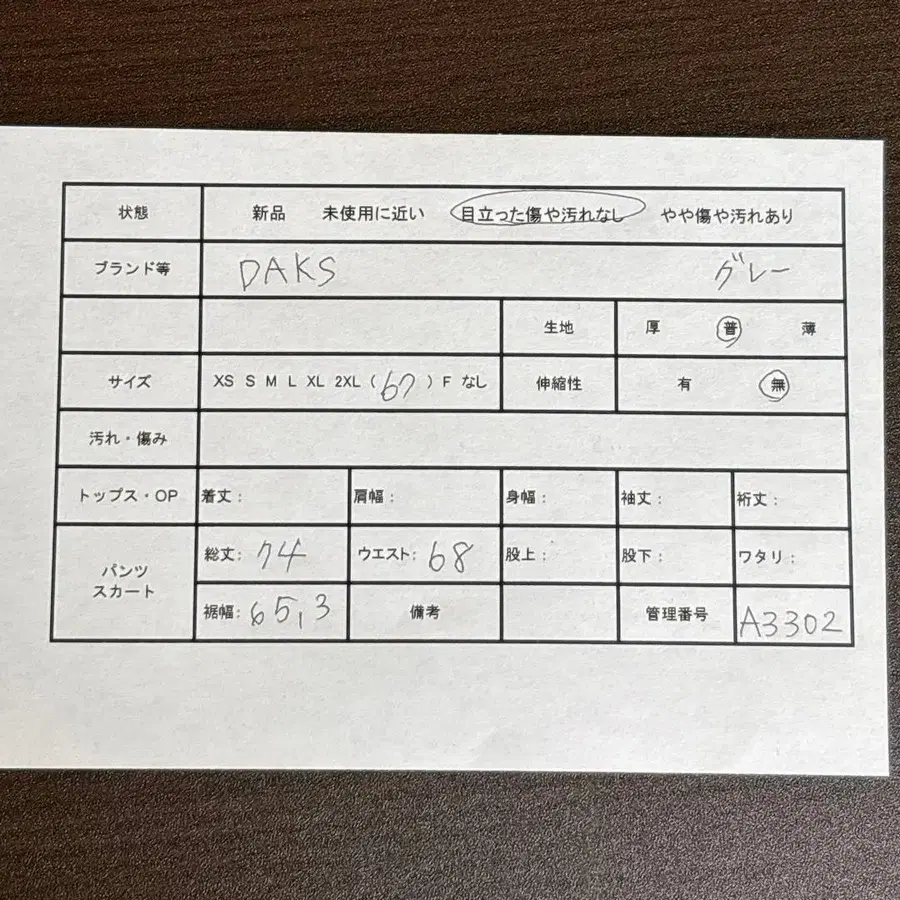 状態 新品 未使用に近い 目立った傷や汚れなし やや傷や汚れあり
ブランド等 DAKS グレー
生地 厚 普 薄
サイズ XS S M L XL 2XL ( 67 ) F なし 伸縮性 有 無
汚れ・傷み
トップス・OP 着丈: 肩幅: 身幅: 袖丈: 裄丈:
パンツ スカート
総丈: 74 ウエスト: 68 股上: 股下: ワタリ:
裾幅: 65,3 備考 管理番号 A3302